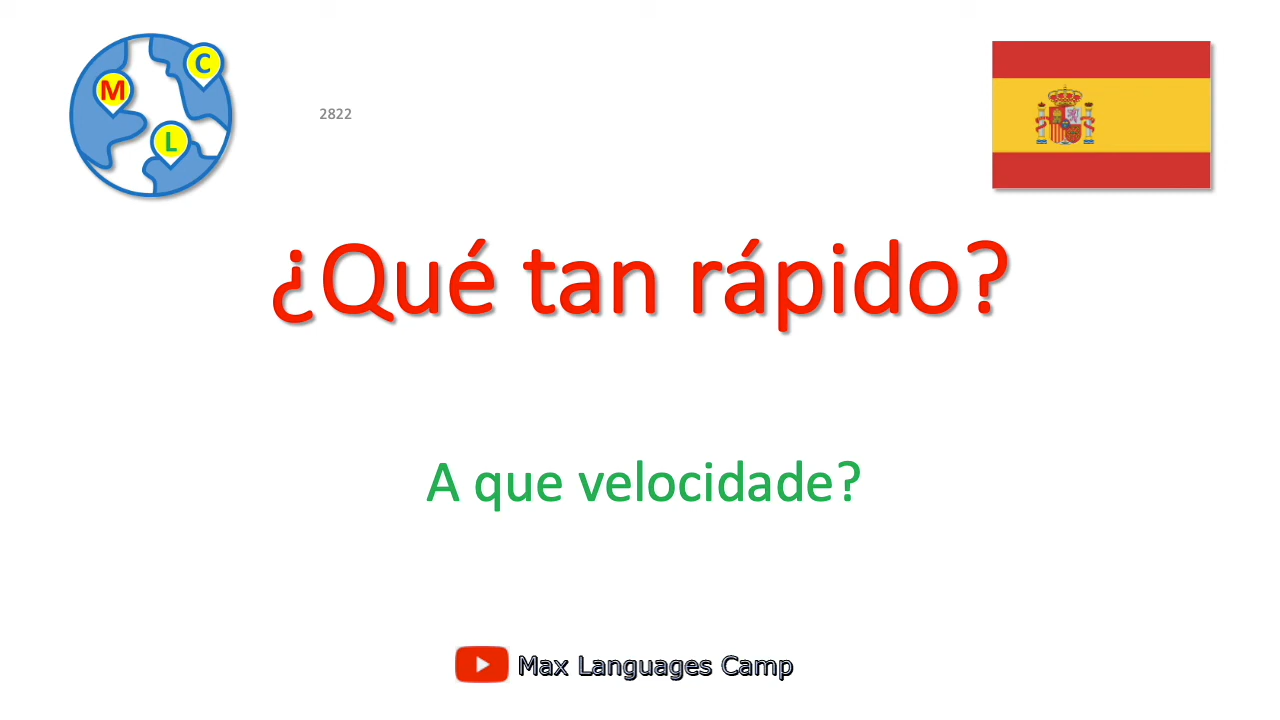 M
C
L
2822
¿Qué tan rápido?
A que velocidade?
Max Languages Camp